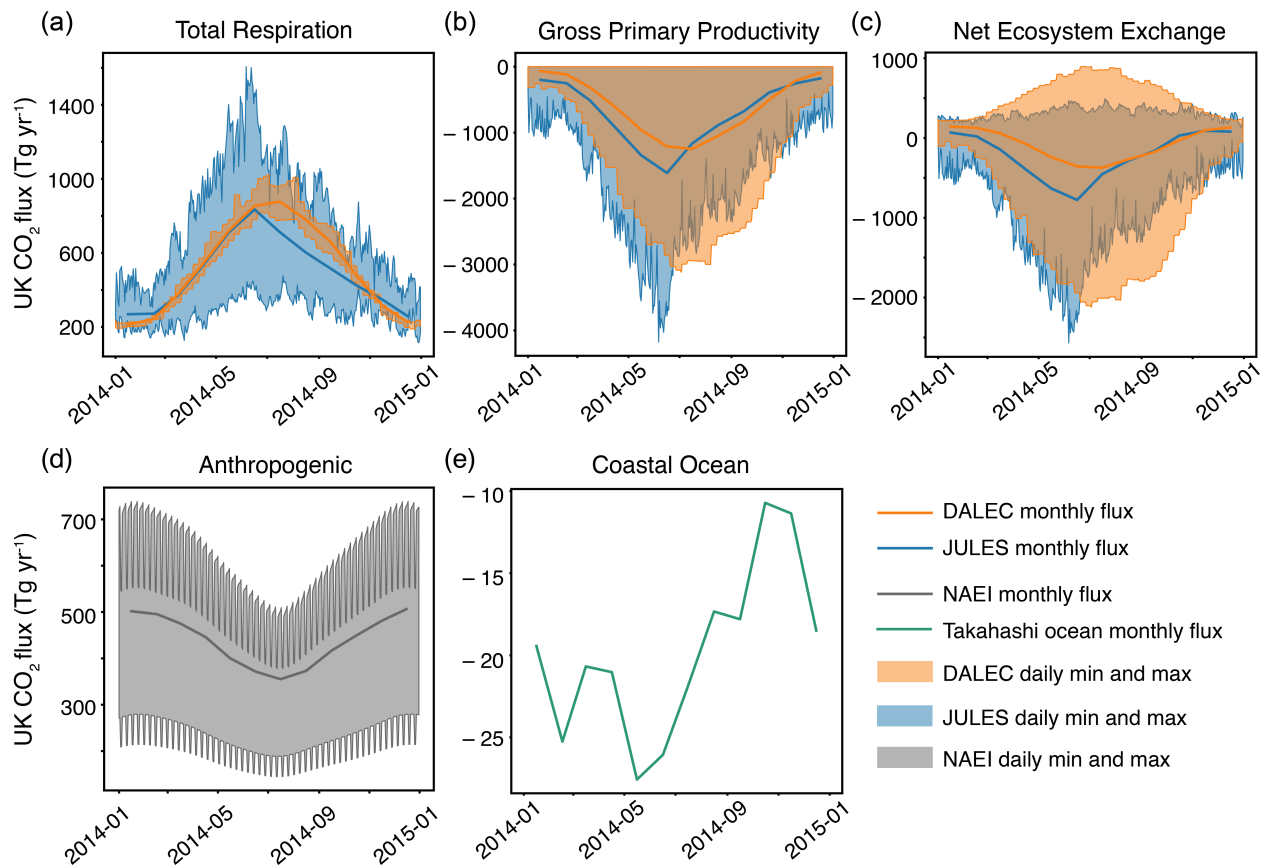 (a) Total Respiration
(b) Gross Primary Productivity
(c) Net Ecosystem Exchange
UK CO2 flux (Tg yr-1)
1400
1000
600
200
2014-01 2014-05 2014-09 2015-01
0
− 1000
− 2000
− 3000
− 4000
2014-01 2014-05 2014-09 2015-01
1000
0
− 1000
− 2000
2014-01 2014-05 2014-09 2015-01
(d) Anthropogenic
(e) Coastal Ocean
UK CO2 flux (Tg yr-1)
700
500
300
2014-01 2014-05 2014-09 2015-01
− 10
− 15
− 20
− 25
2014-01 2014-05 2014-09 2015-01
DALEC monthly flux
JULES monthly flux
NAEI monthly flux
Takahashi ocean monthly flux
DALEC daily min and max
JULES daily min and max
NAEI daily min and max